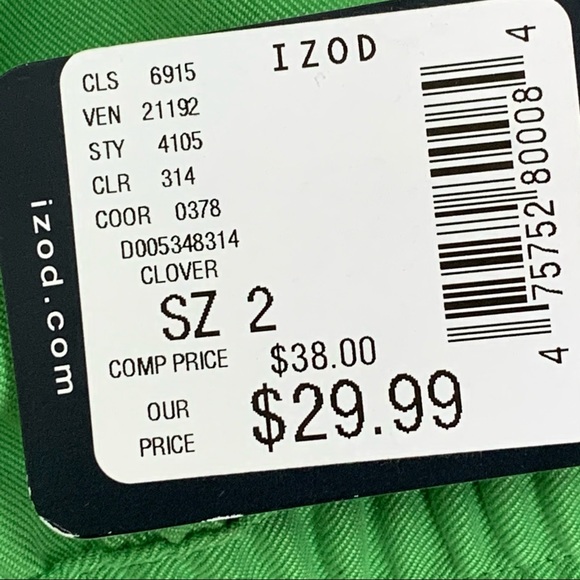 IZOD
CLS 6915
VEN 21192
STY 4105
CLR 314
COOR 0378
D005348314
CLOVER
SZ 2
COMP PRICE $38.00
OUR PRICE $29.99
4 75752 80008 4
izod.com